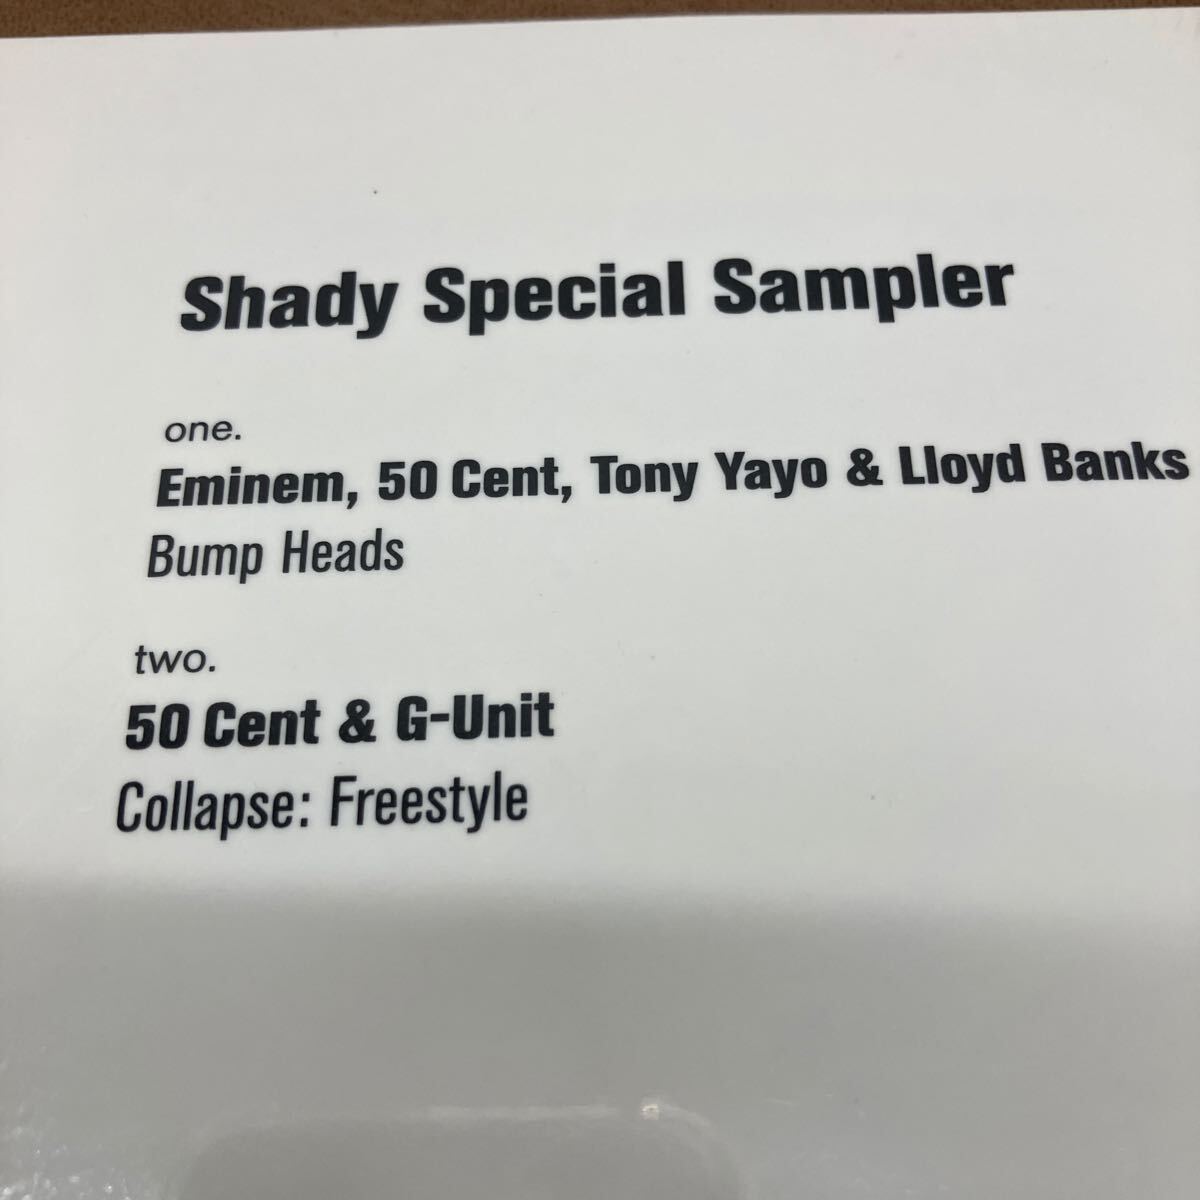 Shady Special Sampler
one.
Eminem, 50 Cent, Tony Yayo & Lloyd Banks
Bump Heads
two.
50 Cent & G-Unit
Collapse: Freestyle